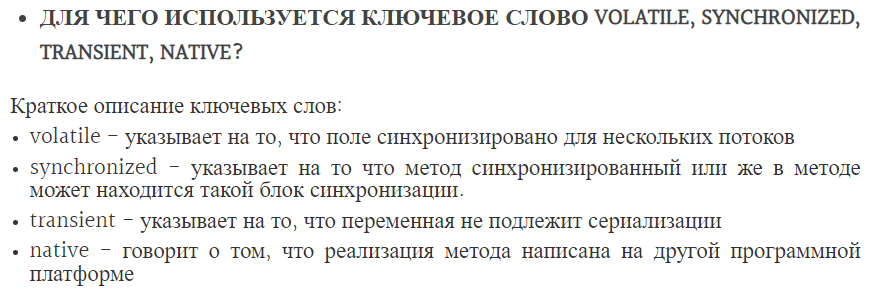 • ДЛЯ ЧЕГО ИСПОЛЬЗУЕТСЯ КЛЮЧЕВОЕ СЛОВО VOLATILE, SYNCHRONIZED,
TRANSIENT, NATIVE?
Краткое описание ключевых слов:
• volatile – указывает на то, что поле синхронизировано для нескольких потоков
• synchronized – указывает на то что метод синхронизированный или же в методе
может находится такой блок синхронизации.
• transient – указывает на то, что переменная не подлежит сериализации
• native – говорит о том, что реализация метода написана на другой программной
платформе